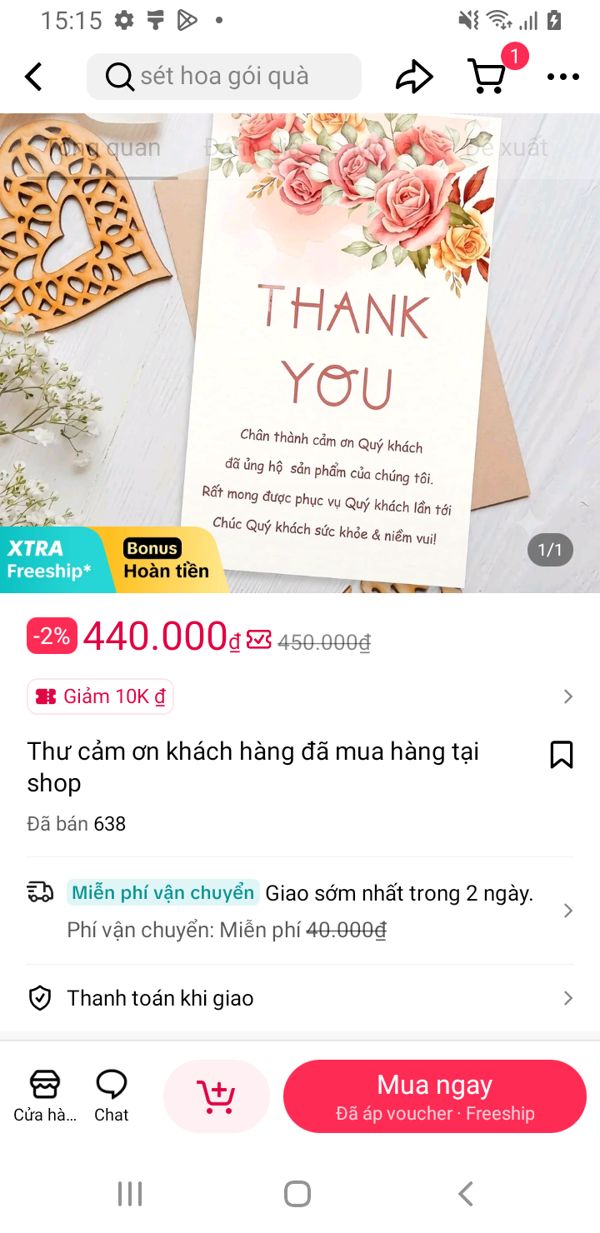 15:15
sét hoa gói quà
1
Tổng quan
Đề xuất
THANK
YOU
Chân thành cảm ơn Quý khách
đã ủng hộ sản phẩm của chúng tôi.
Rất mong được phục vụ Quý khách lần tới
Chúc Quý khách sức khỏe & niềm vui!
XTRA
Freeship*
Bonus
Hoàn tiền
1/1
-2% 440.000₫ 450.000₫
Giảm 10K ₫
Thư cảm ơn khách hàng đã mua hàng tại
shop
Đã bán 638
Miễn phí vận chuyển Giao sớm nhất trong 2 ngày.
Phí vận chuyển: Miễn phí 40.000₫
Thanh toán khi giao
Cửa hà...
Chat
Mua ngay
Đã áp voucher · Freeship